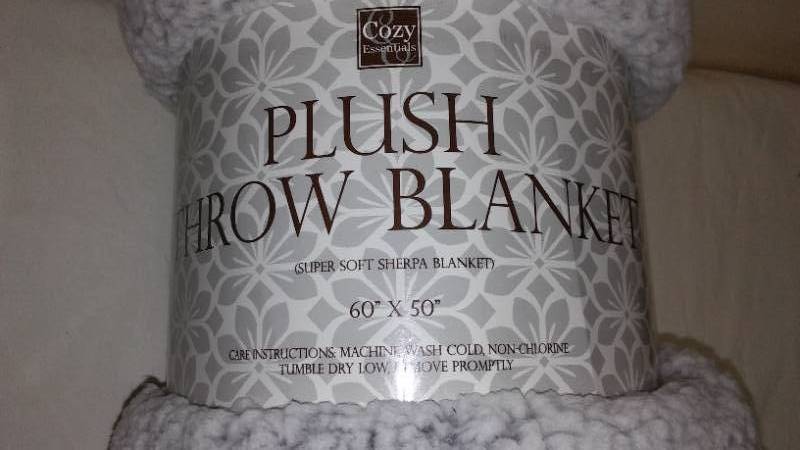 Cozy
Essentials
PLUSH
THROW BLANKET
(SUPER SOFT SHERPA BLANKET)
60" X 50"
CARE INSTRUCTIONS: MACHINE WASH COLD, NON-CHLORINE
TUMBLE DRY LOW, REMOVE PROMPTLY